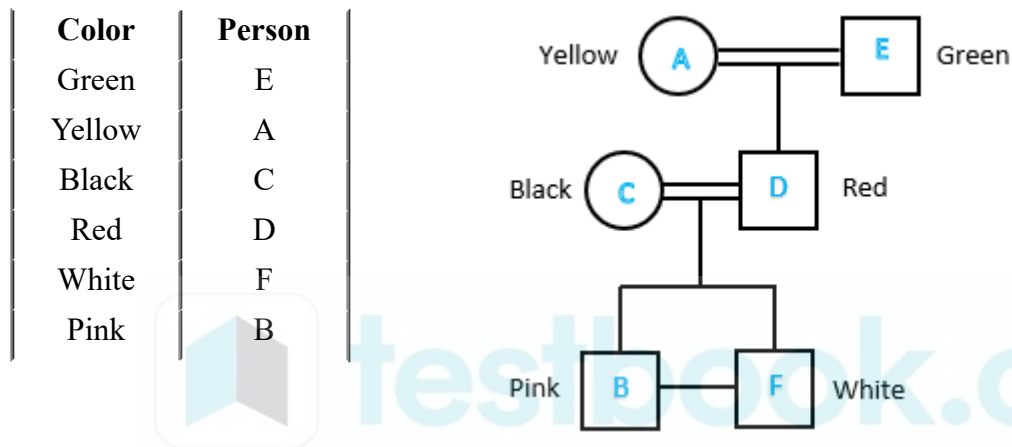 Color Person
Green E
Yellow A
Black C
Red D
White F
Pink B
Yellow A E Green
Black C D Red
Pink B F White
testbook.c